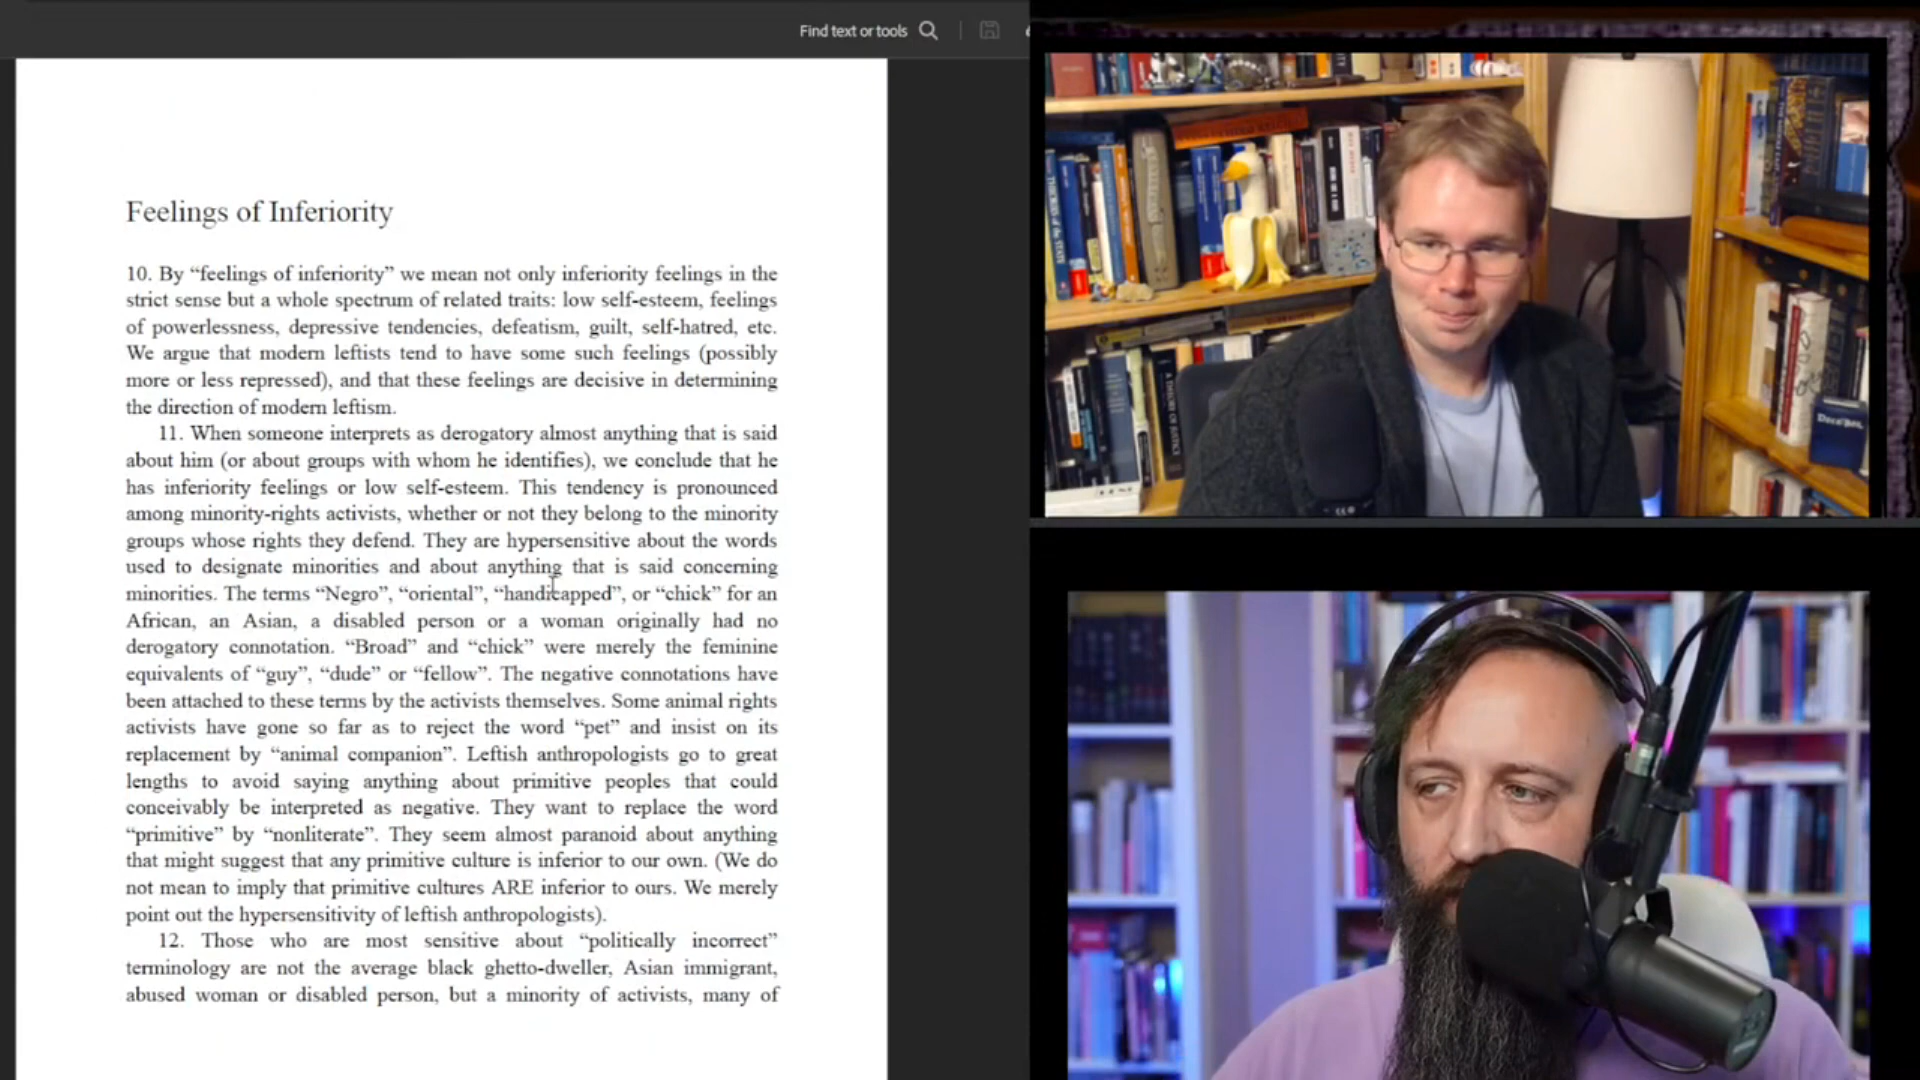 Find text or tools
Feelings of Inferiority
10. By “feelings of inferiority” we mean not only inferiority feelings in the
strict sense but a whole spectrum of related traits: low self-esteem, feelings
of powerlessness, depressive tendencies, defeatism, guilt, self-hatred, etc.
We argue that modern leftists tend to have some such feelings (possibly
more or less repressed), and that these feelings are decisive in determining
the direction of modern leftism.
11. When someone interprets as derogatory almost anything that is said
about him (or about groups with whom he identifies), we conclude that he
has inferiority feelings or low self-esteem. This tendency is pronounced
among minority-rights activists, whether or not they belong to the minority
groups whose rights they defend. They are hypersensitive about the words
used to designate minorities and about anything that is said concerning
minorities. The terms “Negro”, “oriental”, “handicapped”, or “chick” for an
African, an Asian, a disabled person or a woman originally had no
derogatory connotation. “Broad” and “chick” were merely the feminine
equivalents of “guy”, “dude” or “fellow”. The negative connotations have
been attached to these terms by the activists themselves. Some animal rights
activists have gone so far as to reject the word “pet” and insist on its
replacement by “animal companion”. Leftish anthropologists go to great
lengths to avoid saying anything about primitive peoples that could
conceivably be interpreted as negative. They want to replace the word
“primitive” by “nonliterate”. They seem almost paranoid about anything
that might suggest that any primitive culture is inferior to our own. (We do
not mean to imply that primitive cultures ARE inferior to ours. We merely
point out the hypersensitivity of leftish anthropologists).
12. Those who are most sensitive about “politically incorrect”
terminology are not the average black ghetto-dweller, Asian immigrant,
abused woman or disabled person, but a minority of activists, many of